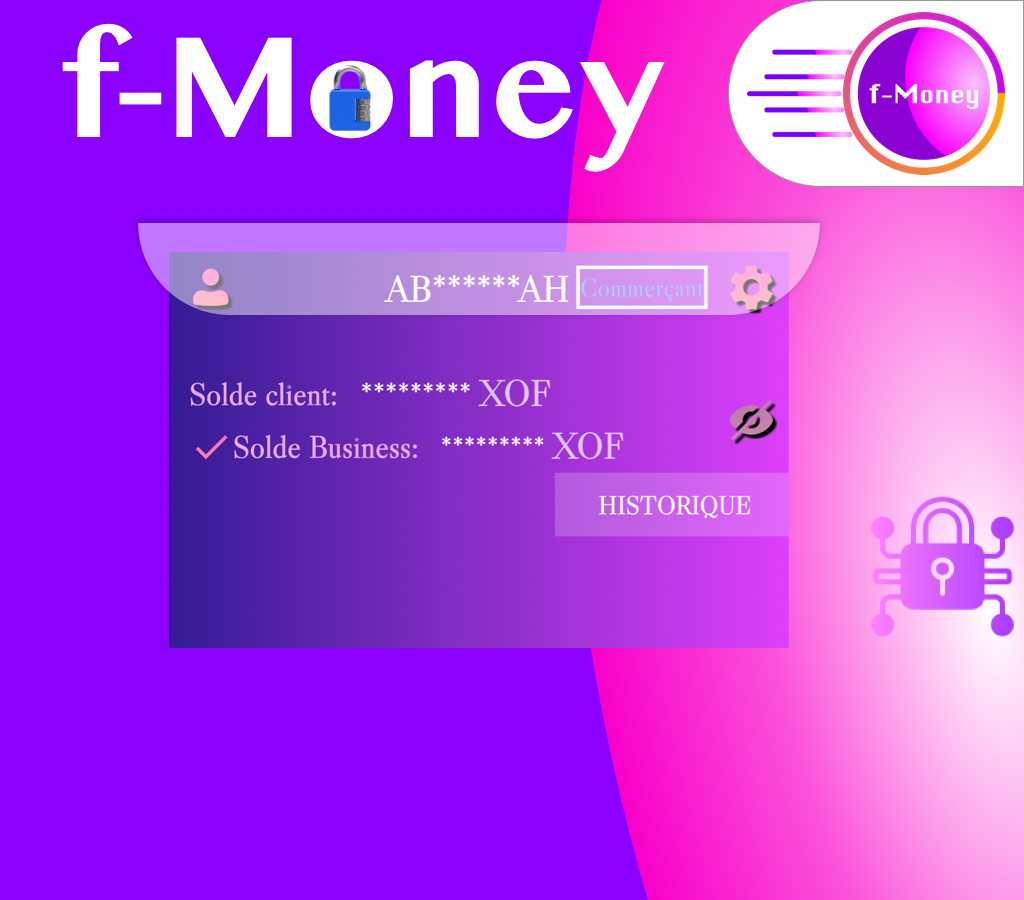 f-Money
f-Money
AB******AH Commerçant
Solde client: ********* XOF
Solde Business: ********* XOF
HISTORIQUE